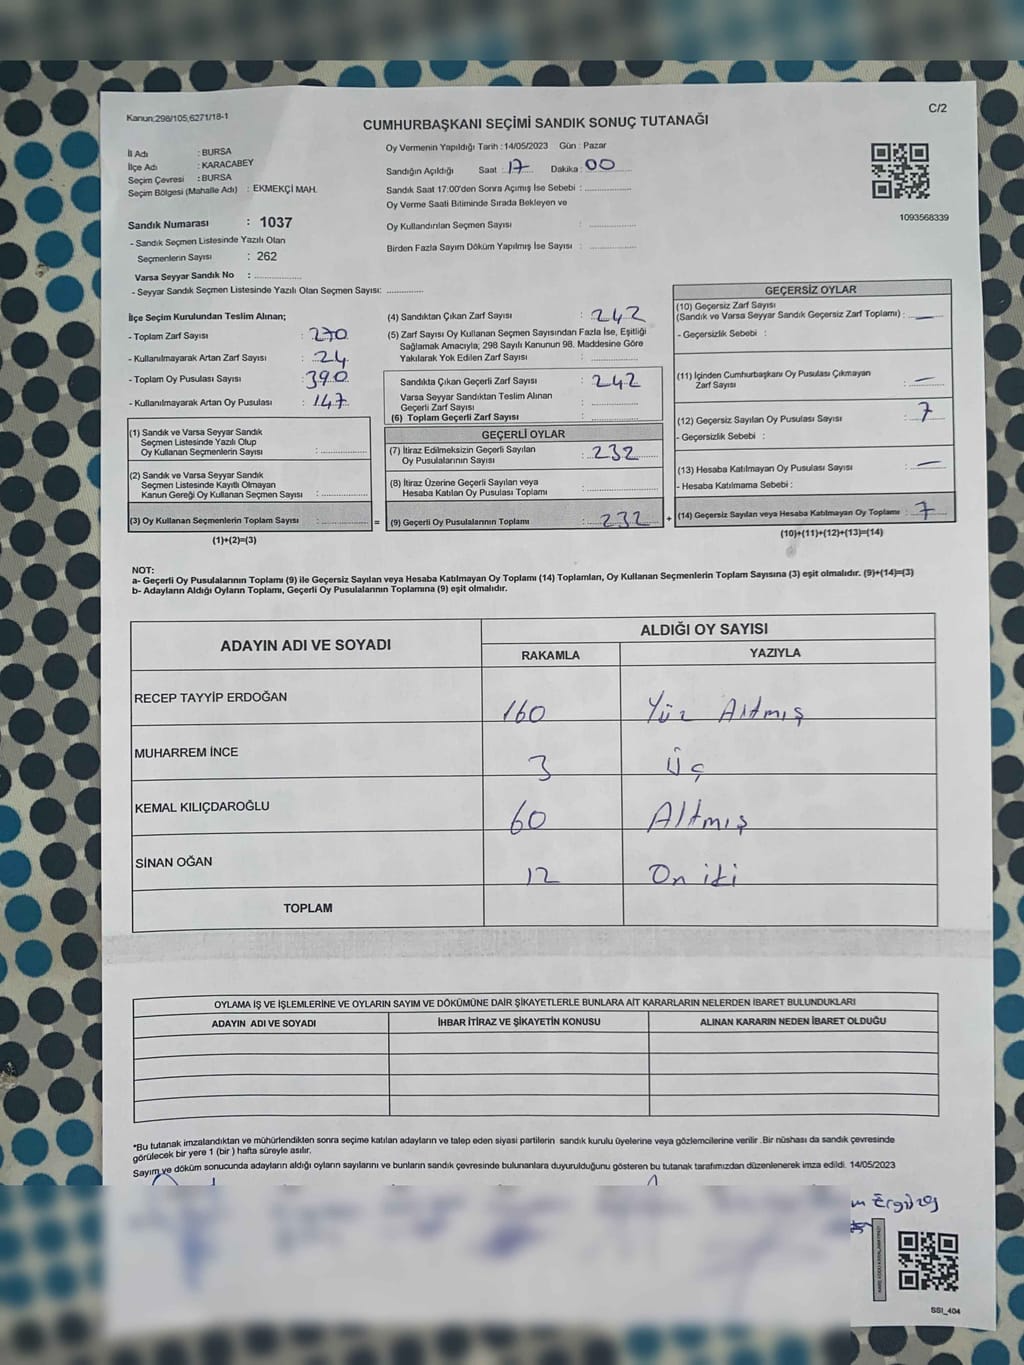 Kanun;298/105,6271/18-1
C/2
CUMHURBAŞKANI SEÇİMİ SANDIK SONUÇ TUTANAĞI
İl Adı : BURSA
İlçe Adı : KARACABEY
Seçim Çevresi : BURSA
Seçim Bölgesi (Mahalle Adı) : EKMEKÇİ MAH.
Sandık Numarası : 1037
- Sandık Seçmen Listesinde Yazılı Olan
Seçmenlerin Sayısı : 262
Varsa Seyyar Sandık No : ..............
- Seyyar Sandık Seçmen Listesinde Yazılı Olan Seçmen Sayısı: ............
Oy Vermenin Yapıldığı Tarih : 14/05/2023 Gün : Pazar
Sandığın Açıldığı Saat : 17 Dakika : 00
Sandık Saat 17:00'den Sonra Açımış İse Sebebi : ..............
Oy Verme Saati Bitiminde Sırada Bekleyen ve
Oy Kullandırılan Seçmen Sayısı : ..............
Birden Fazla Sayım Döküm Yapılmış İse Sayısı : ..............
1093568339
İlçe Seçim Kurulundan Teslim Alınan;
- Toplam Zarf Sayısı : 270
- Kullanılmayarak Artan Zarf Sayısı : 24
- Toplam Oy Pusulası Sayısı : 390
- Kullanılmayarak Artan Oy Pusulası : 147
(1) Sandık ve Varsa Seyyar Sandık
Seçmen Listesinde Yazılı Olup
Oy Kullanan Seçmenlerin Sayısı : ..............
(2) Sandık ve Varsa Seyyar Sandık
Seçmen Listesinde Kayıtlı Olmayan
Kanun Gereği Oy Kullanan Seçmen Sayısı : ..............
(3) Oy Kullanan Seçmenlerin Toplam Sayısı : .............. =
(1)+(2)=(3)
(4) Sandıktan Çıkan Zarf Sayısı : 242
(5) Zarf Sayısı Oy Kullanan Seçmen Sayısından Fazla İse, Eşitliği
Sağlamak Amacıyla; 298 Sayılı Kanunun 98. Maddesine Göre
Yakılarak Yok Edilen Zarf Sayısı : ..............
Sandıkta Çıkan Geçerli Zarf Sayısı : 242
Varsa Seyyar Sandıktan Teslim Alınan
Geçerli Zarf Sayısı : ..............
(6) Toplam Geçerli Zarf Sayısı : ..............
GEÇERLİ OYLAR
(7) İtiraz Edilmeksizin Geçerli Sayılan
Oy Pusulalarının Sayısı : 232
(8) İtiraz Üzerine Geçerli Sayılan veya
Hesaba Katılan Oy Pusulası Toplamı : ..............
(9) Geçerli Oy Pusulalarının Toplamı : 232 +
GEÇERSİZ OYLAR
(10) Geçersiz Zarf Sayısı
(Sandık ve Varsa Seyyar Sandık Geçersiz Zarf Toplamı) : —
- Geçersizlik Sebebi :
(11) İçinden Cumhurbaşkanı Oy Pusulası Çıkmayan
Zarf Sayısı : —
(12) Geçersiz Sayılan Oy Pusulası Sayısı : 7
- Geçersizlik Sebebi :
(13) Hesaba Katılmayan Oy Pusulası Sayısı : —
- Hesaba Katılmama Sebebi :
(14) Geçersiz Sayılan veya Hesaba Katılmayan Oy Toplamı : 7
(10)+(11)+(12)+(13)=(14)
NOT:
a- Geçerli Oy Pusulalarının Toplamı (9) ile Geçersiz Sayılan veya Hesaba Katılmayan Oy Toplamı (14) Toplamları, Oy Kullanan Seçmenlerin Toplam Sayısına (3) eşit olmalıdır. (9)+(14)=(3)
b- Adayların Aldığı Oyların Toplamı, Geçerli Oy Pusulalarının Toplamına (9) eşit olmalıdır.
ADAYIN ADI VE SOYADI
ALDIĞI OY SAYISI
RAKAMLA YAZIYLA
RECEP TAYYİP ERDOĞAN 160 Yüz Altmış
MUHARREM İNCE 3 Üç
KEMAL KILIÇDAROĞLU 60 Altmış
SİNAN OĞAN 12 On iki
TOPLAM
OYLAMA İŞ VE İŞLEMLERİNE VE OYLARIN SAYIM VE DÖKÜMÜNE DAİR ŞİKAYETLERLE BUNLARA AİT KARARLARIN NELERDEN İBARET BULUNDUKLARI
ADAYIN ADI VE SOYADI İHBAR İTİRAZ VE ŞİKAYETİN KONUSU ALINAN KARARIN NEDEN İBARET OLDUĞU
*Bu tutanak imzalandıktan ve mühürlendikten sonra seçime katılan adayların ve talep eden siyasi partilerin sandık kurulu üyelerine veya gözlemcilerine verilir .Bir nüshası da sandık çevresinde
görülecek bir yere 1 (bir ) hafta süreyle asılır.
Sayım ve döküm sonucunda adayların aldığı oyların sayılarını ve bunların sandık çevresinde bulunanlara duyurulduğunu gösteren bu tutanak tarafımızdan düzenlenerek imza edildi. 14/05/2023
SSI_404